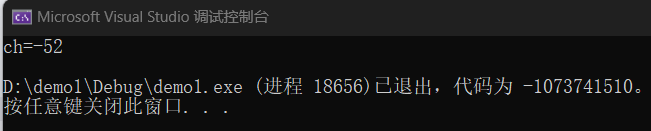 Microsoft Visual Studio 调试控制台
ch=-52
D:\demo1\Debug\demo1.exe (进程 18656)已退出，代码为 -1073741510。
按任意键关闭此窗口. . .